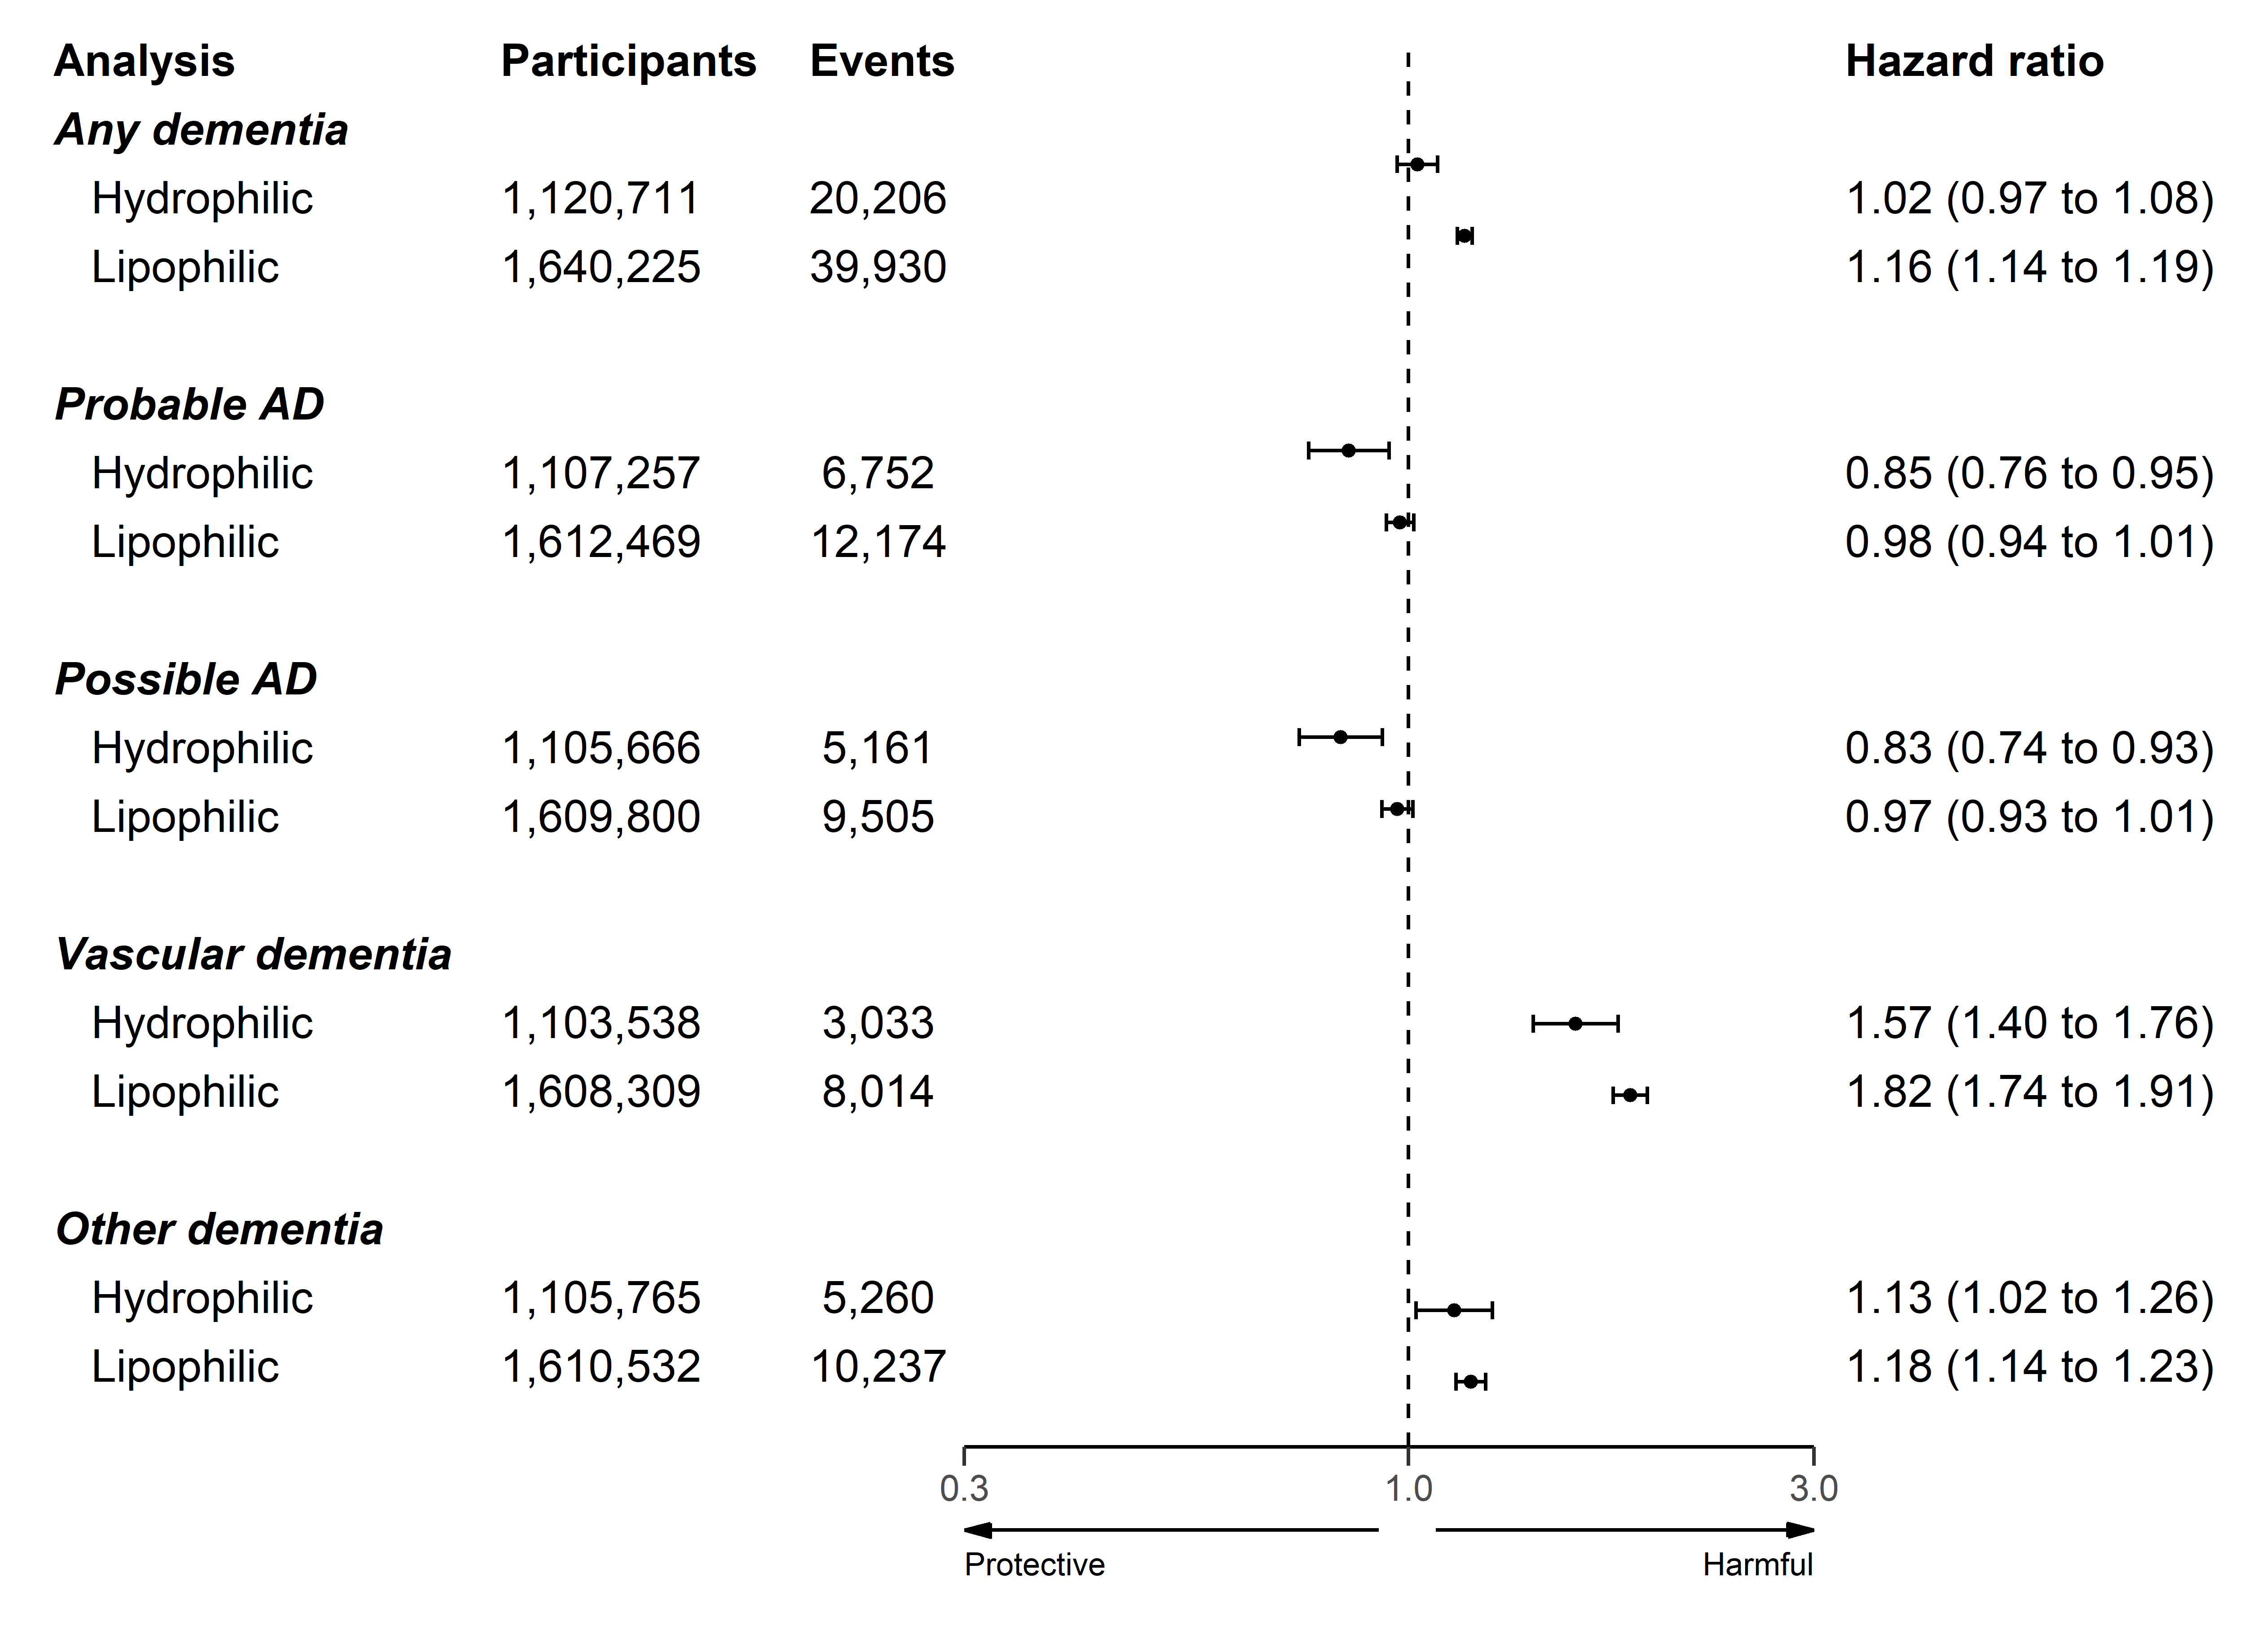 Analysis Participants Events Hazard ratio
Any dementia
Hydrophilic 1,120,711 20,206 1.02 (0.97 to 1.08)
Lipophilic 1,640,225 39,930 1.16 (1.14 to 1.19)
Probable AD
Hydrophilic 1,107,257 6,752 0.85 (0.76 to 0.95)
Lipophilic 1,612,469 12,174 0.98 (0.94 to 1.01)
Possible AD
Hydrophilic 1,105,666 5,161 0.83 (0.74 to 0.93)
Lipophilic 1,609,800 9,505 0.97 (0.93 to 1.01)
Vascular dementia
Hydrophilic 1,103,538 3,033 1.57 (1.40 to 1.76)
Lipophilic 1,608,309 8,014 1.82 (1.74 to 1.91)
Other dementia
Hydrophilic 1,105,765 5,260 1.13 (1.02 to 1.26)
Lipophilic 1,610,532 10,237 1.18 (1.14 to 1.23)
0.3 1.0 3.0
Protective Harmful